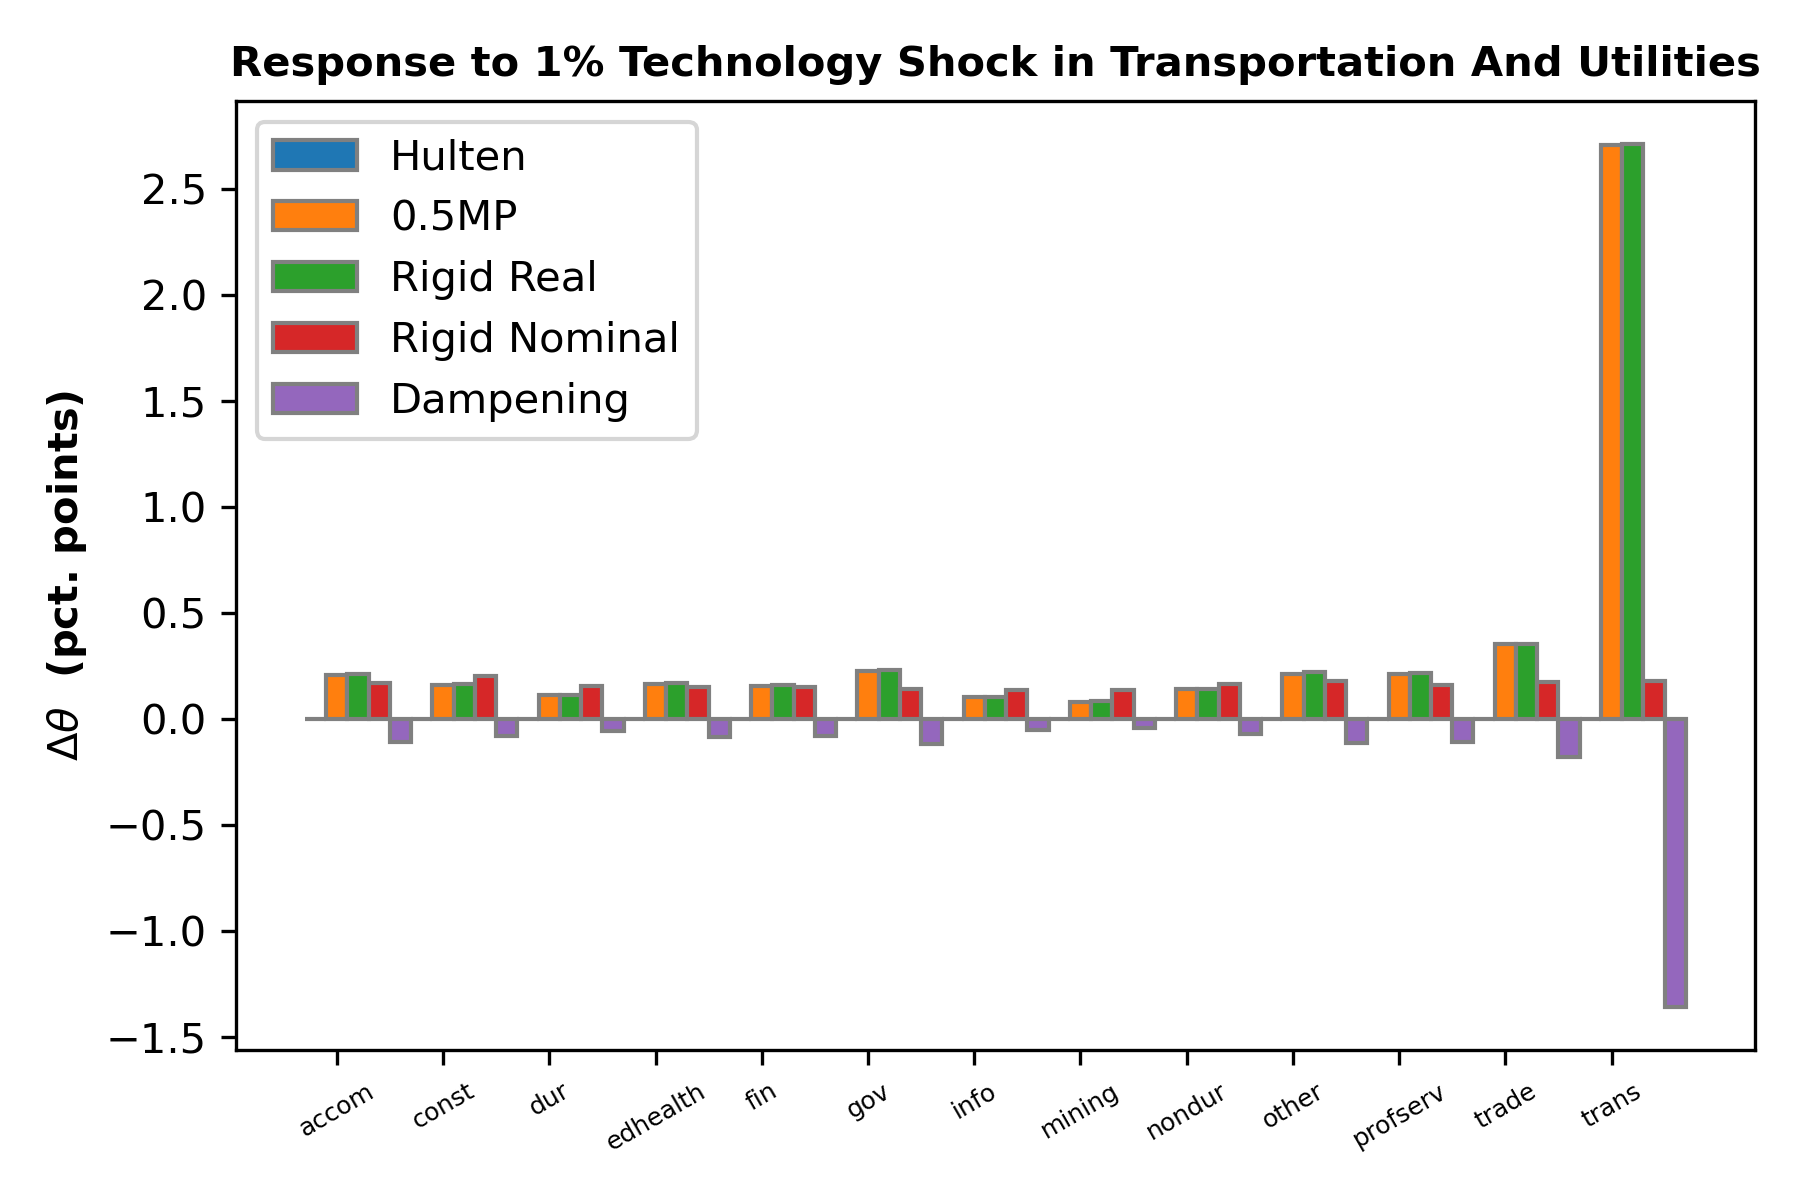 Response to 1% Technology Shock in Transportation And Utilities
Hulten
0.5MP
Rigid Real
Rigid Nominal
Dampening
Δθ (pct. points)
2.5
2.0
1.5
1.0
0.5
0.0
−0.5
−1.0
−1.5
accom
const
dur
edhealth
fin
gov
info
mining
nondur
other
profserv
trade
trans